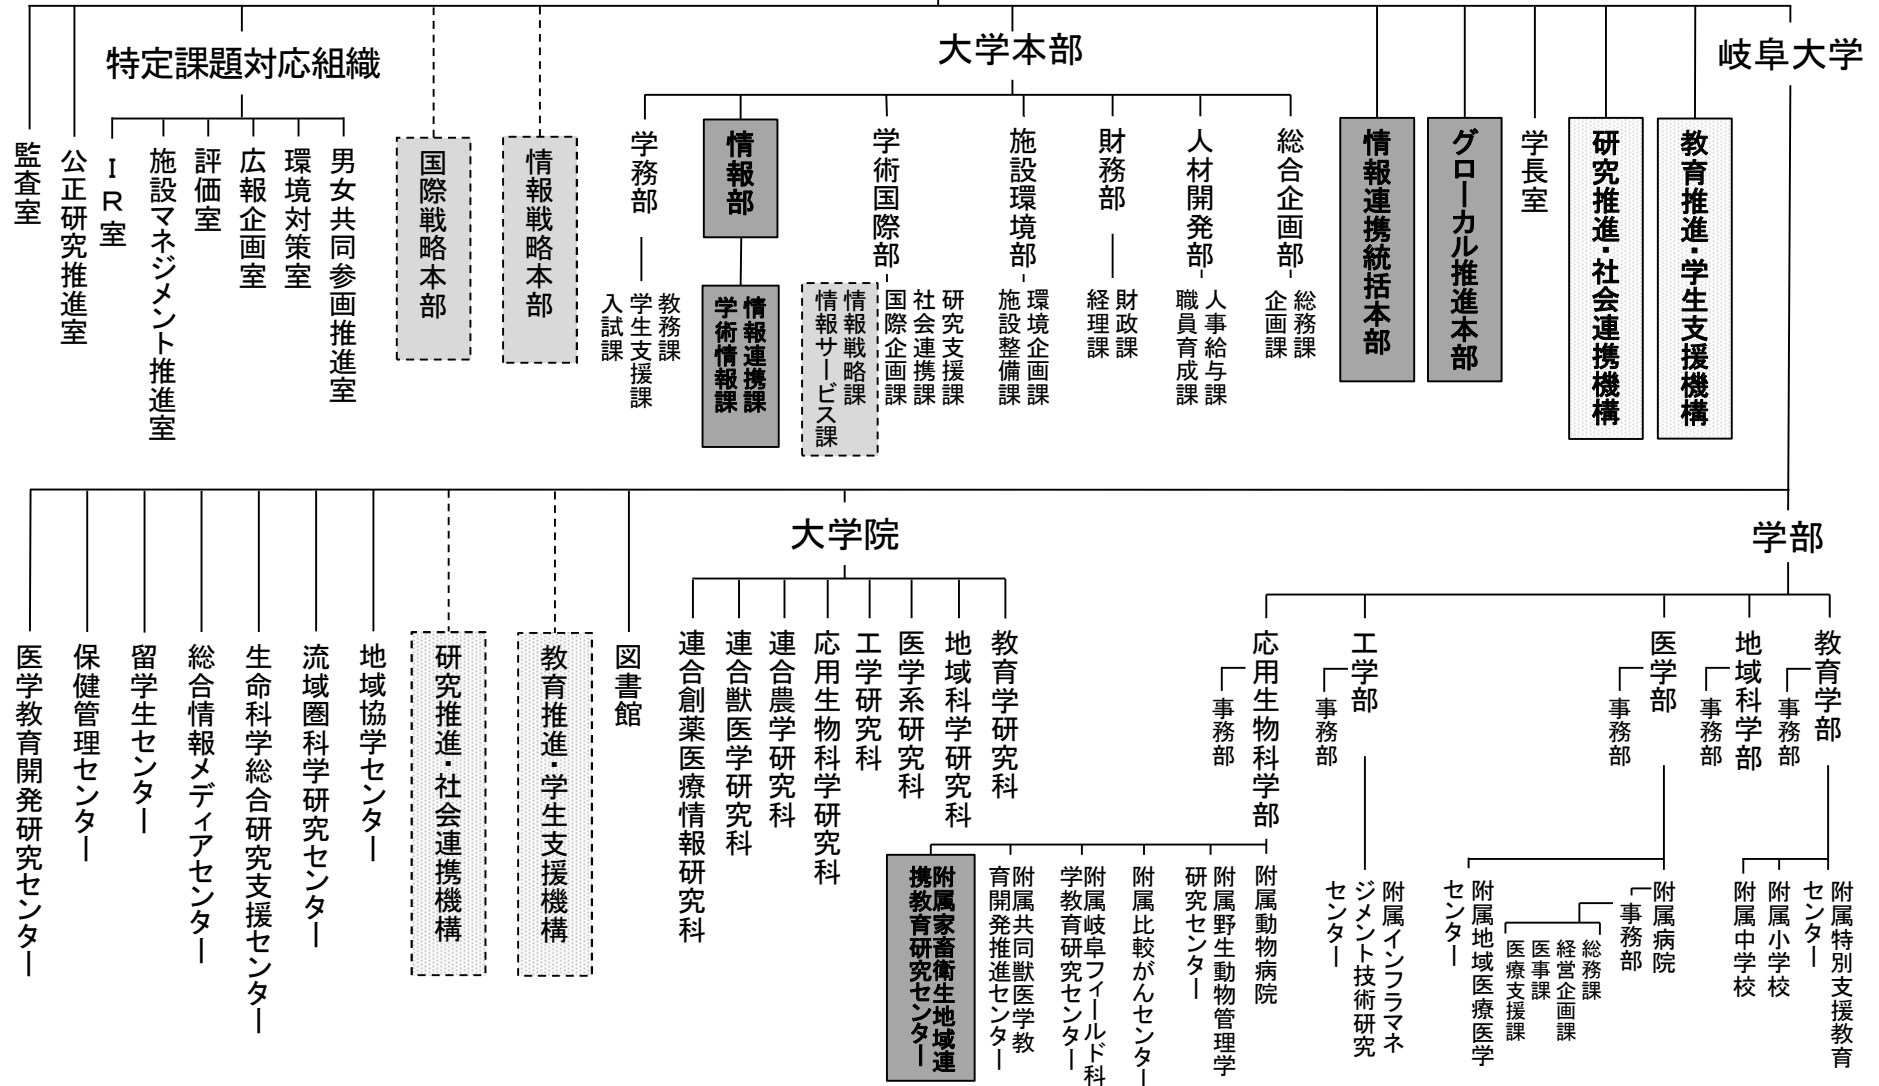 岐阜大学
教育推進・学生支援機構
研究推進・社会連携機構
学長室
グローカル推進本部
情報連携統括本部
大学本部
総合企画部
総務課
企画課
人材開発部
人事給与課
職員育成課
財務部
財政課
経理課
施設環境部
環境企画課
施設整備課
学術国際部
研究支援課
社会連携課
国際企画課
情報戦略課
情報サービス課
情報部
情報連携課
学術情報課
学務部
教務課
学生支援課
入試課
情報戦略本部
国際戦略本部
特定課題対応組織
男女共同参画推進室
環境対策室
広報企画室
評価室
施設マネジメント推進室
IR室
公正研究推進室
監査室
学部
教育学部
事務部
附属特別支援教育
センター
附属小学校
附属中学校
地域科学部
事務部
医学部
事務部
附属病院
事務部
総務課
経営企画課
医事課
医療支援課
附属地域医療医学
センター
工学部
事務部
附属インフラマネ
ジメント技術研究
センター
応用生物科学部
事務部
附属動物病院
附属野生動物管理学
研究センター
附属比較がんセンター
附属岐阜フィールド科
学教育研究センター
附属共同獣医学教
育開発推進センター
附属家畜衛生地域連
携教育研究センター
大学院
教育学研究科
地域科学研究科
医学系研究科
工学研究科
応用生物科学研究科
連合農学研究科
連合獣医学研究科
連合創薬医療情報研究科
図書館
教育推進・学生支援機構
研究推進・社会連携機構
地域協学センター
流域圏科学研究センター
生命科学総合研究支援センター
総合情報メディアセンター
留学生センター
保健管理センター
医学教育開発研究センター